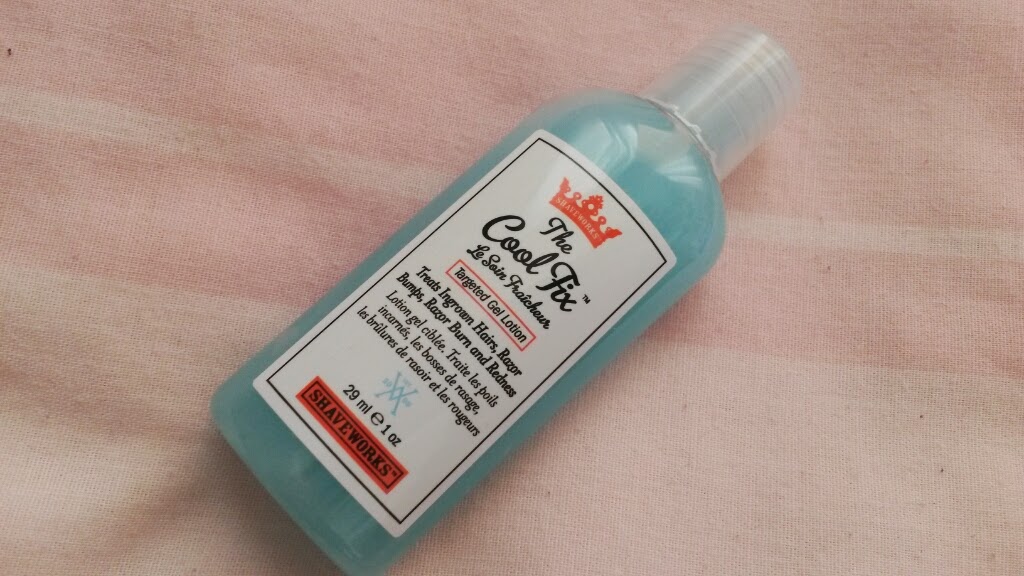 SHAVEWORKS
The
Cool Fix™
Le Soin Fraîcheur
Targeted Gel Lotion
Treats Ingrown Hairs, Razor
Bumps, Razor Burn and Redness
Lotion gel ciblée. Traite les poils
incarnés, les bosses de rasage,
les brûlures de rasoir et les rougeurs
29 ml ℮ 1 oz
SHAVEWORKS™